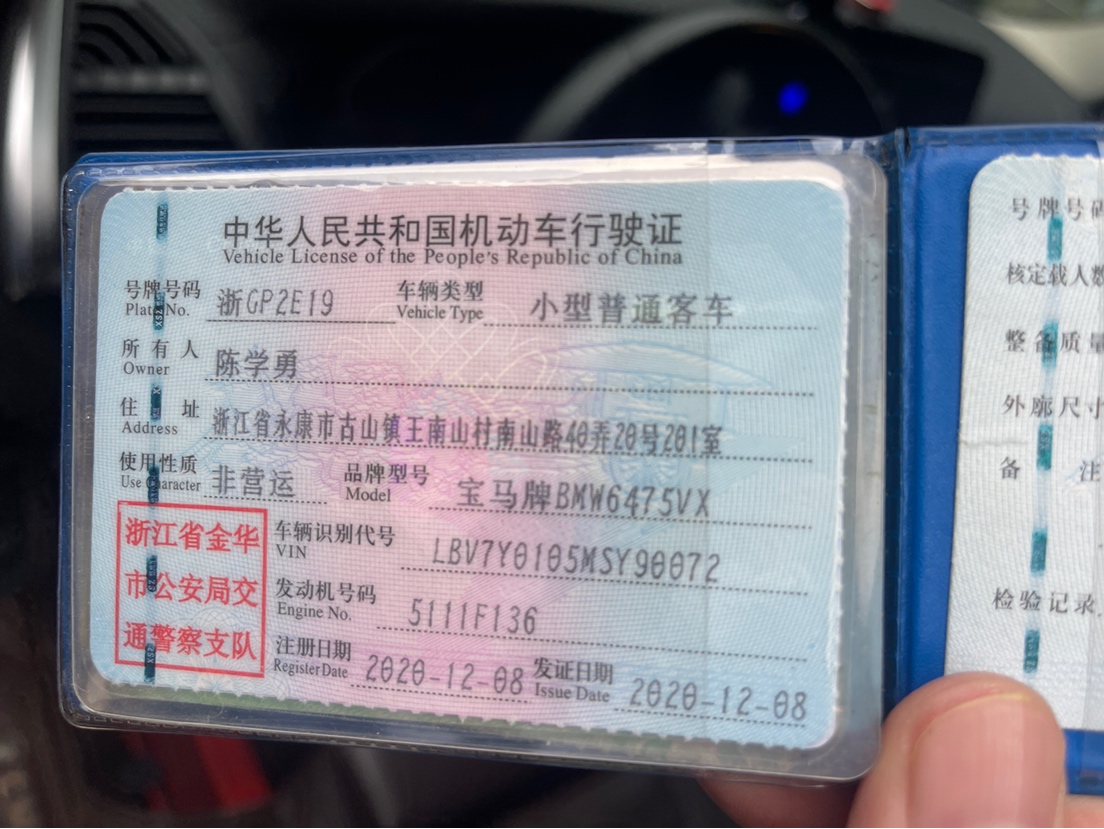 中华人民共和国机动车行驶证
Vehicle License of the People's Republic of China
号牌号码 浙GP2E19 车辆类型 小型普通客车
Plate No. Vehicle Type
所有人 陈学勇
Owner
住址 浙江省永康市古山镇王南山村南山路40弄20号201室
Address
使用性质 非营运 品牌型号 宝马牌BMW6475VX
Use Character Model
浙江省金华
市公安局交
通警察支队
车辆识别代号 LBV7Y0105MSY90072
VIN
发动机号码 5111F136
Engine No.
注册日期 2020-12-08 发证日期 2020-12-08
Register Date Issue Date
号牌号码
核定载人数
整备质量
外廓尺寸
备注
检验记录